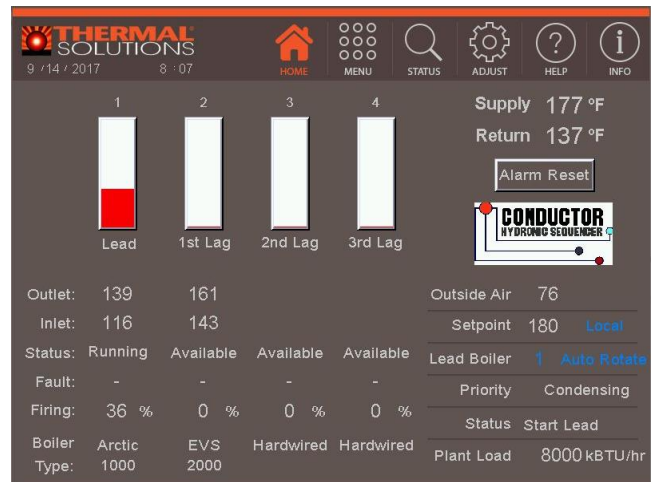 THERMAL
SOLUTIONS
9 / 14 / 2017 8 : 07
HOME MENU STATUS ADJUST HELP INFO
1 2 3 4
Supply 177 °F
Return 137 °F
Alarm Reset
CONDUCTOR
HYDRONIC SEQUENCER
Lead 1st Lag 2nd Lag 3rd Lag
Outlet: 139 161
Inlet: 116 143
Status: Running Available Available Available
Fault: - - - -
Firing: 36 % 0 % 0 % 0 %
Boiler Type: Arctic 1000 EVS 2000 Hardwired Hardwired
Outside Air 76
Setpoint 180 Local
Lead Boiler 1 Auto Rotate
Priority Condensing
Status Start Lead
Plant Load 8000 kBTU/hr